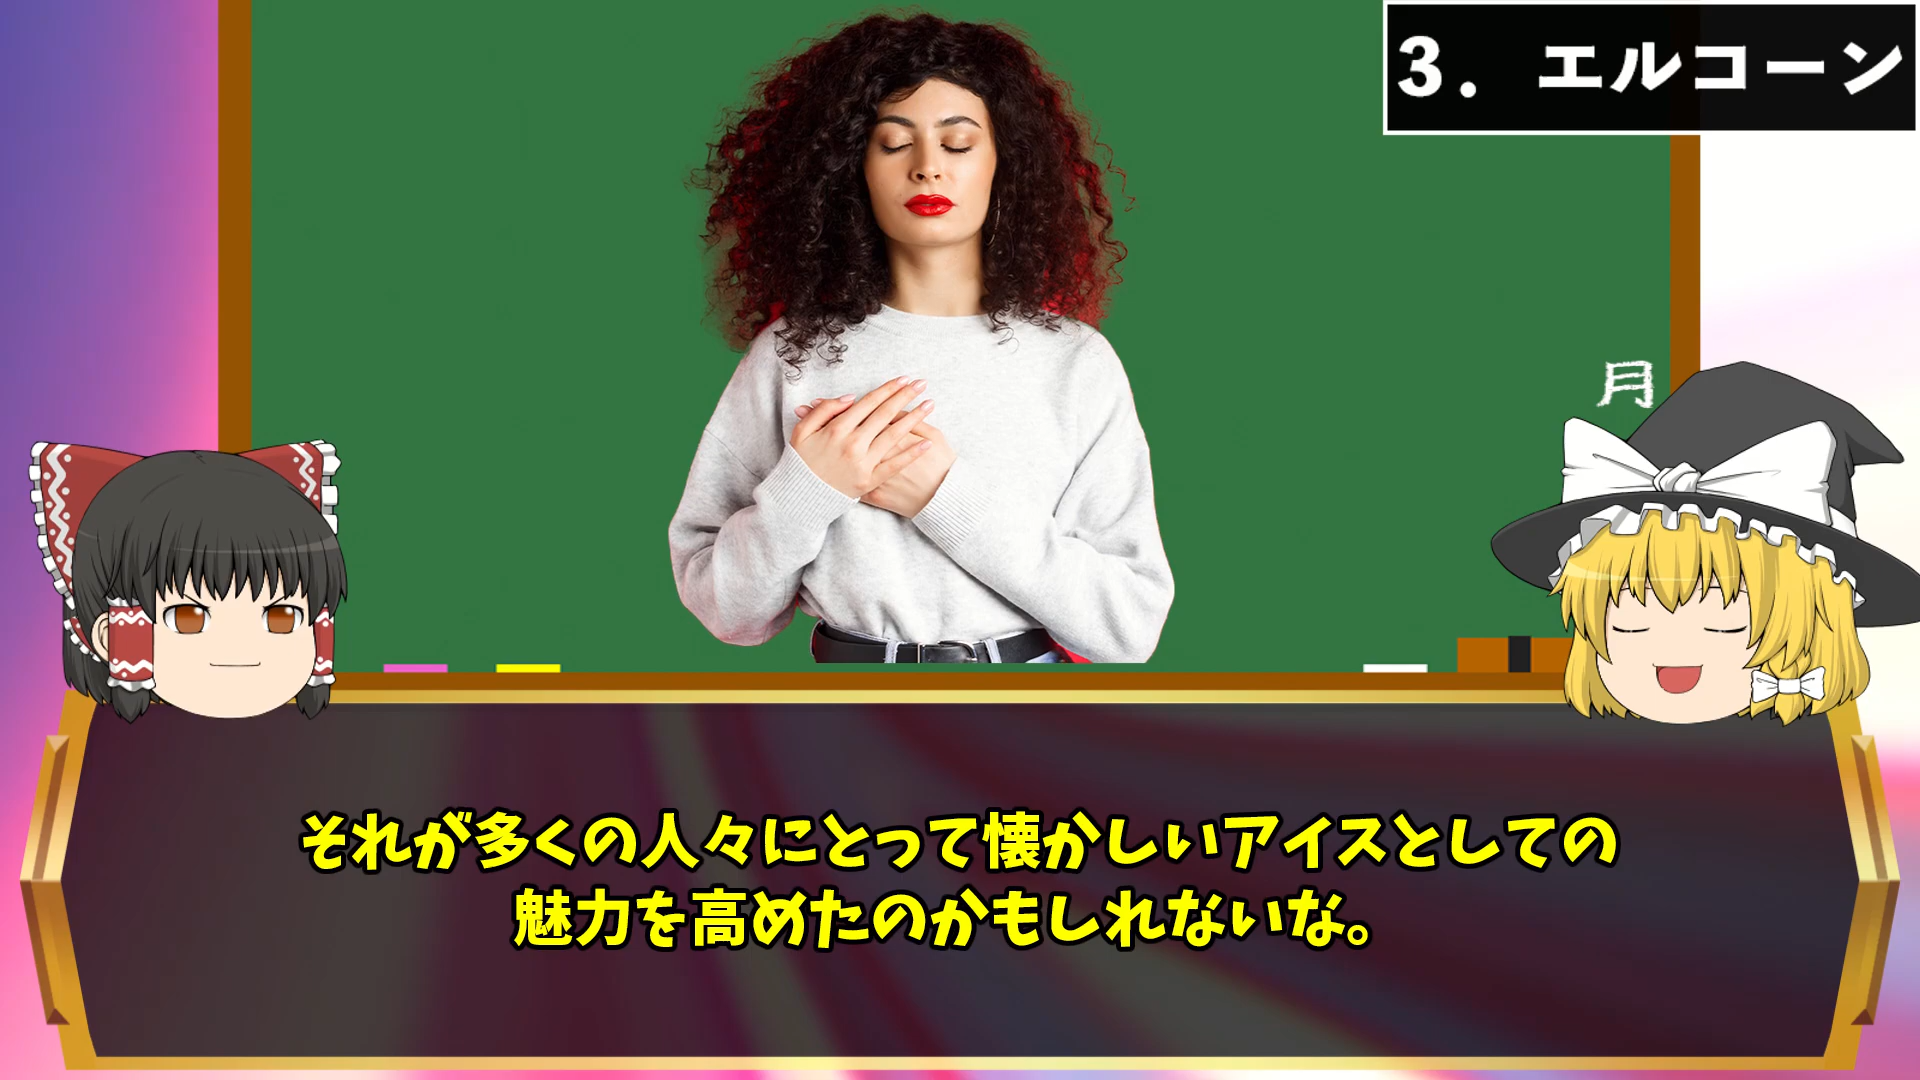 3. エルコーン
月
それが多くの人々にとって懐かしいアイスとしての
魅力を高めたのかもしれないな。